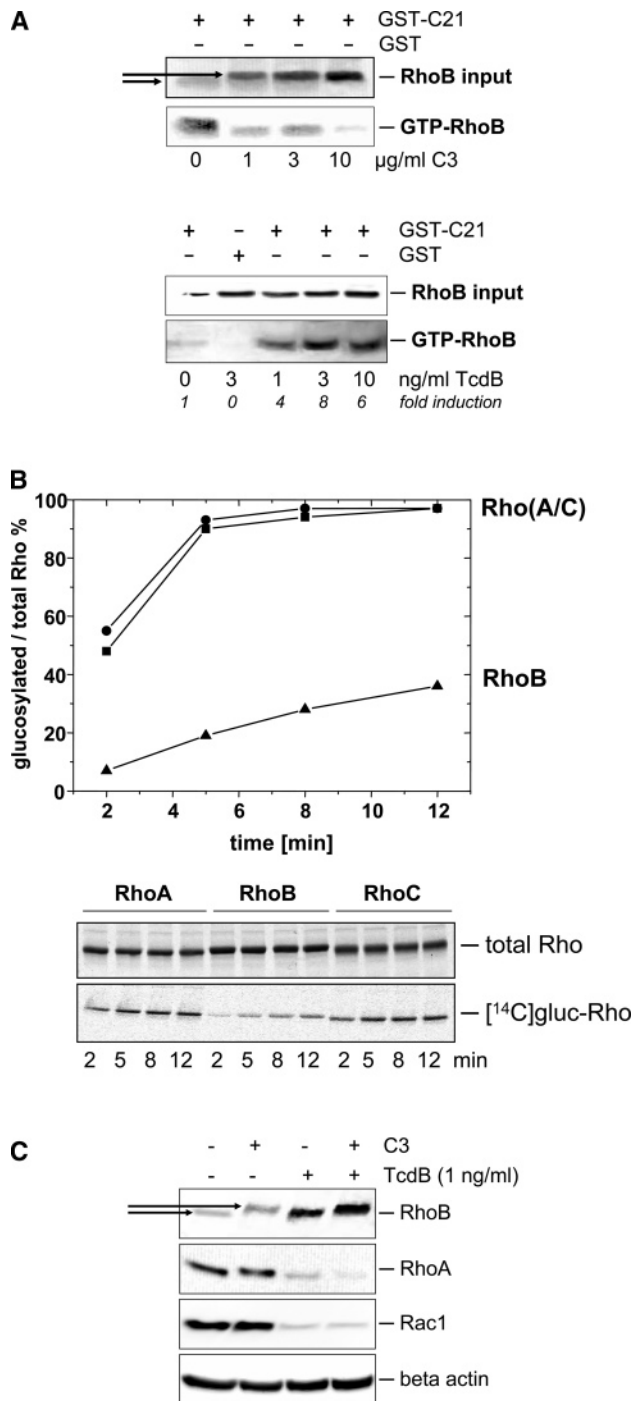 A
+ + + + GST-C21
– – – – GST
RhoB input
GTP-RhoB
0 1 3 10 µg/ml C3
+ – + + + GST-C21
– + – – – GST
RhoB input
GTP-RhoB
0 3 1 3 10 ng/ml TcdB
1 0 4 8 6 fold induction
B
100
80
60
40
20
0
glucosylated / total Rho %
Rho(A/C)
RhoB
2 4 6 8 10 12
time [min]
RhoA RhoB RhoC
total Rho
[¹⁴C]gluc-Rho
2 5 8 12 2 5 8 12 2 5 8 12 min
C
- + - + C3
- - + + TcdB (1 ng/ml)
RhoB
RhoA
Rac1
beta actin